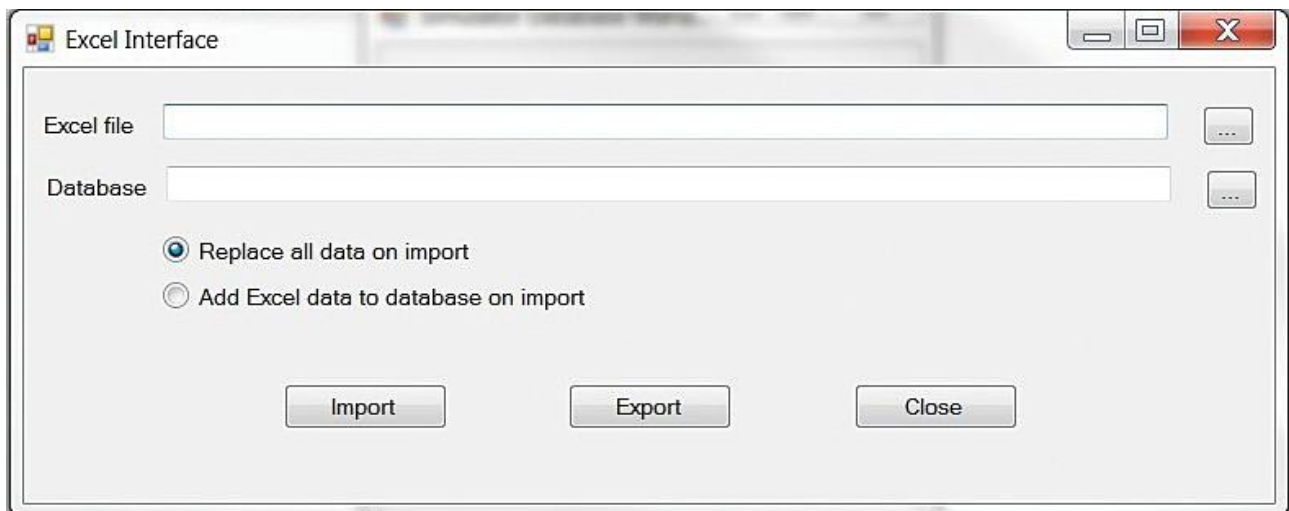 Excel Interface
Excel file
...
Database
...
Replace all data on import
Add Excel data to database on import
Import Export Close